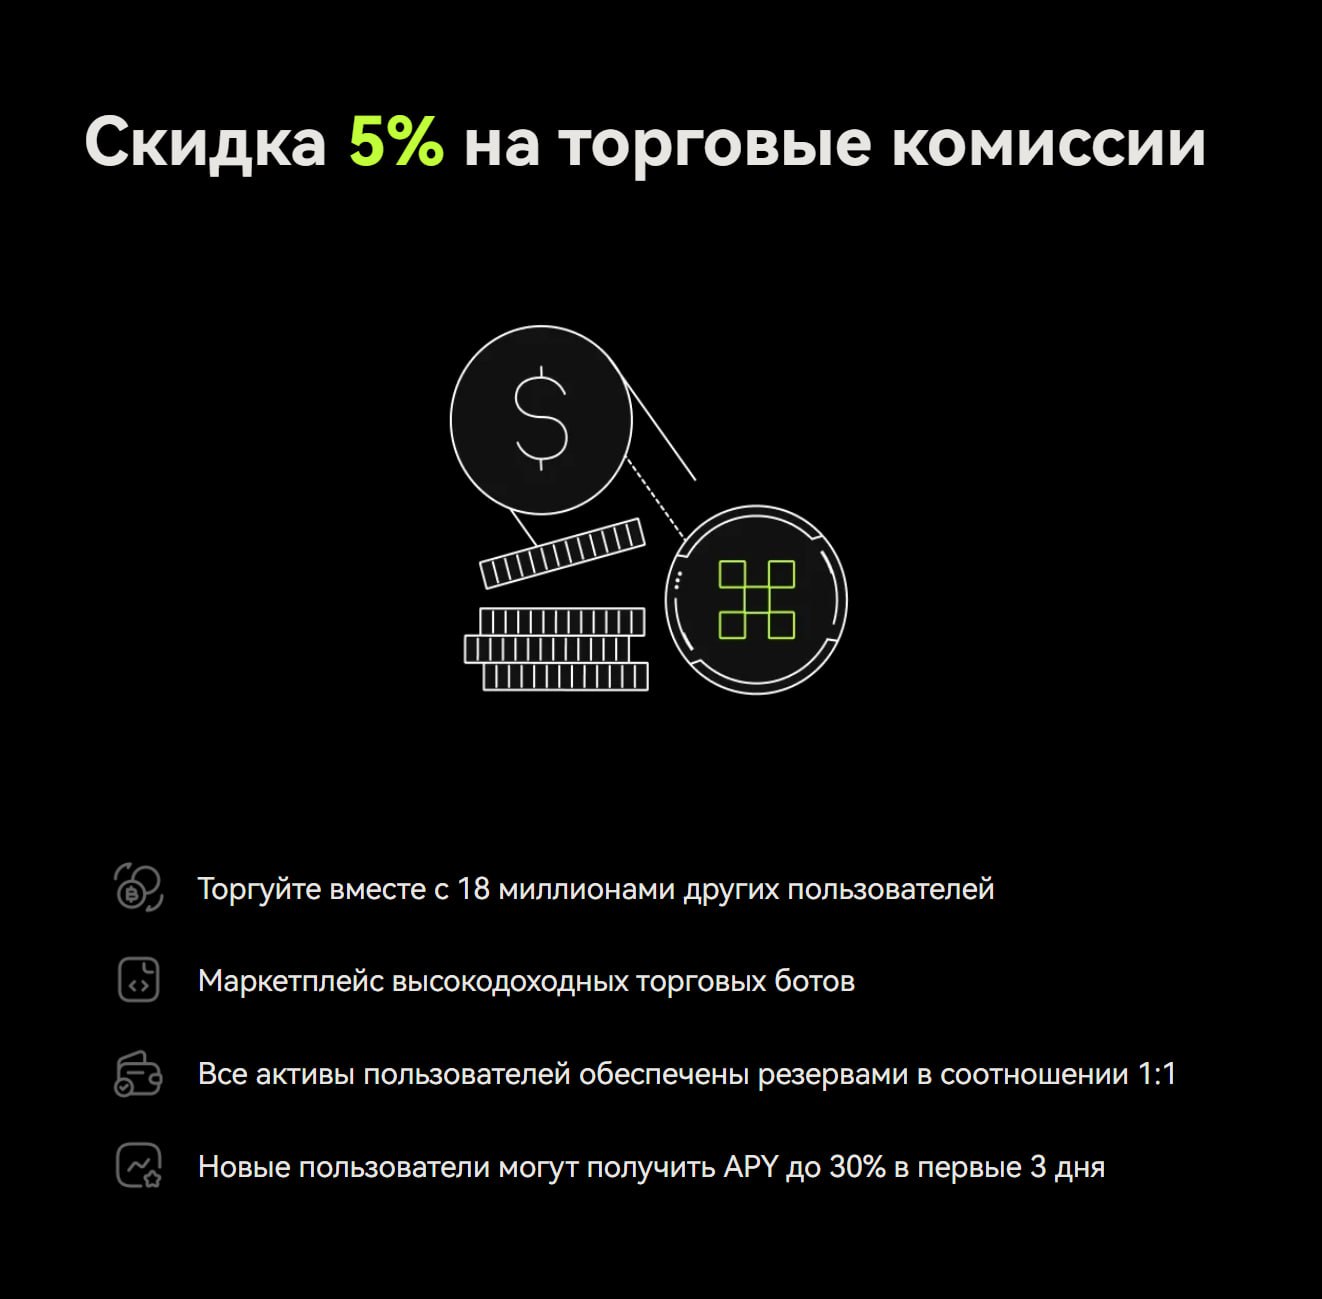 Скидка 5% на торговые комиссии
$
Торгуйте вместе с 18 миллионами других пользователей
Маркетплейс высокодоходных торговых ботов
Все активы пользователей обеспечены резервами в соотношении 1:1
Новые пользователи могут получить APY до 30% в первые 3 дня